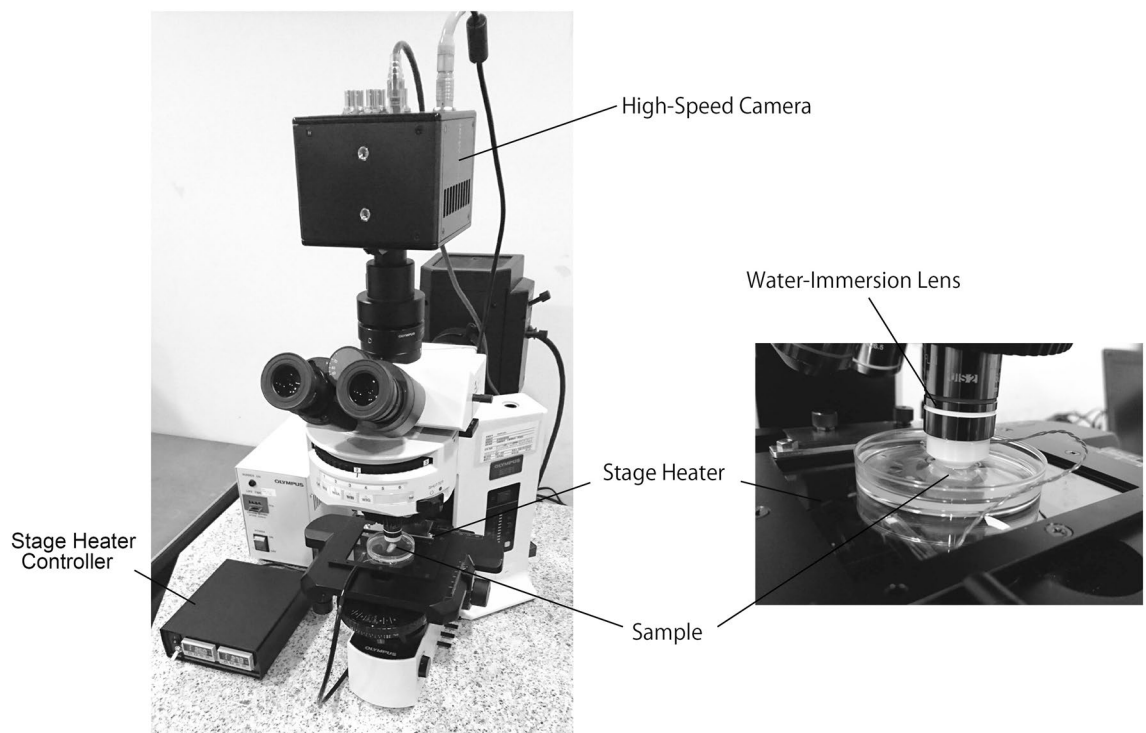 High-Speed Camera
Water-Immersion Lens
Stage Heater
Stage Heater
Controller
Sample
OLYMPUS
OLYMPUS
OLYMPUS